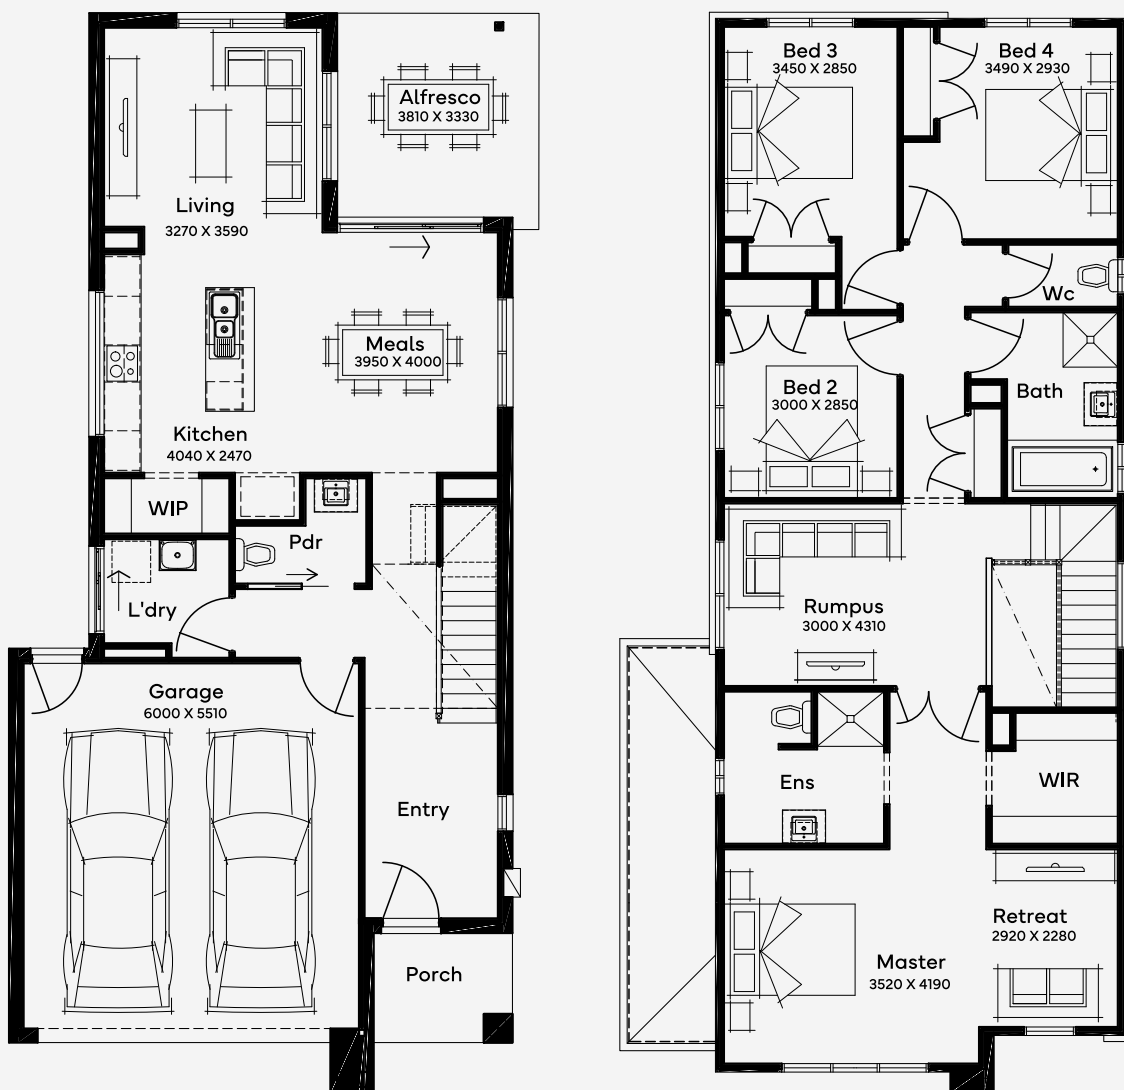 Alfresco
3810 X 3330
Living
3270 X 3590
Meals
3950 X 4000
Kitchen
4040 X 2470
WIP
Pdr
L'dry
Garage
6000 X 5510
Entry
Porch
Bed 3
3450 X 2850
Bed 4
3490 X 2930
Wc
Bed 2
3000 X 2850
Bath
Rumpus
3000 X 4310
Ens
WIR
Retreat
2920 X 2280
Master
3520 X 4190